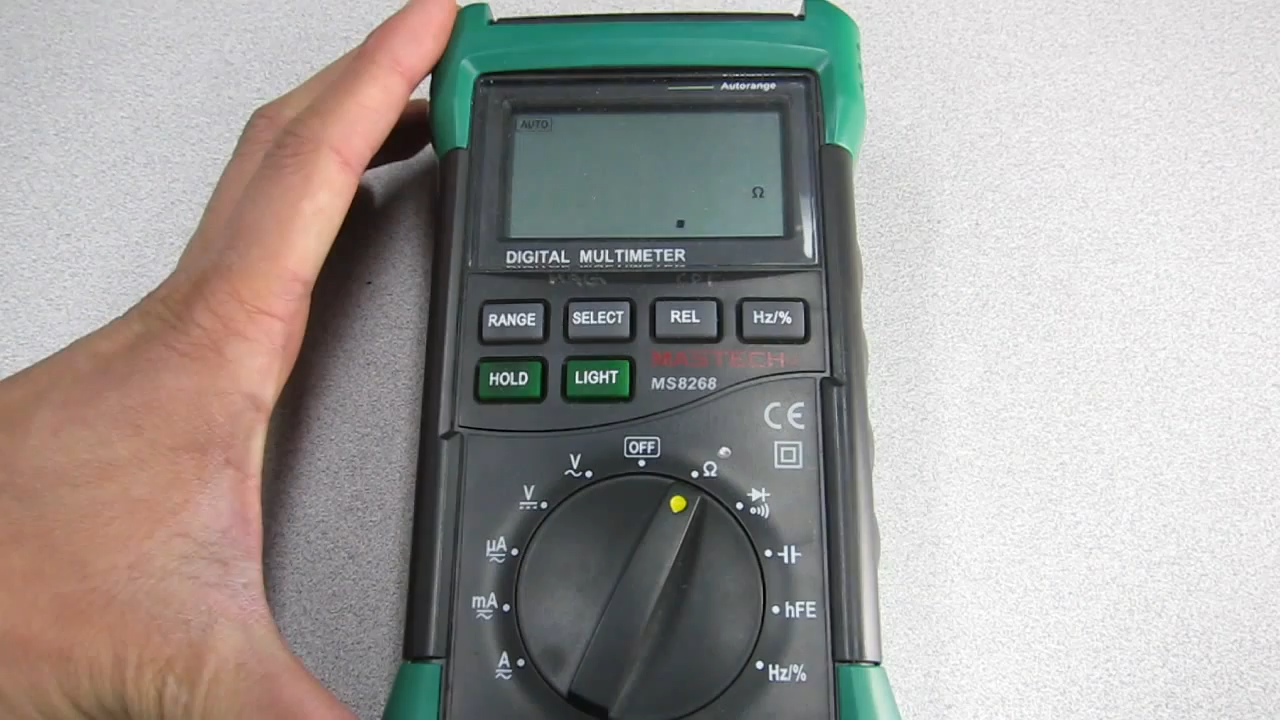 Autorange
AUTO
Ω
DIGITAL MULTIMETER
RANGE SELECT REL Hz/%
HOLD LIGHT
MASTECH
MS8268
CE
OFF
V
Ω
V
µA
mA
hFE
A
Hz/%